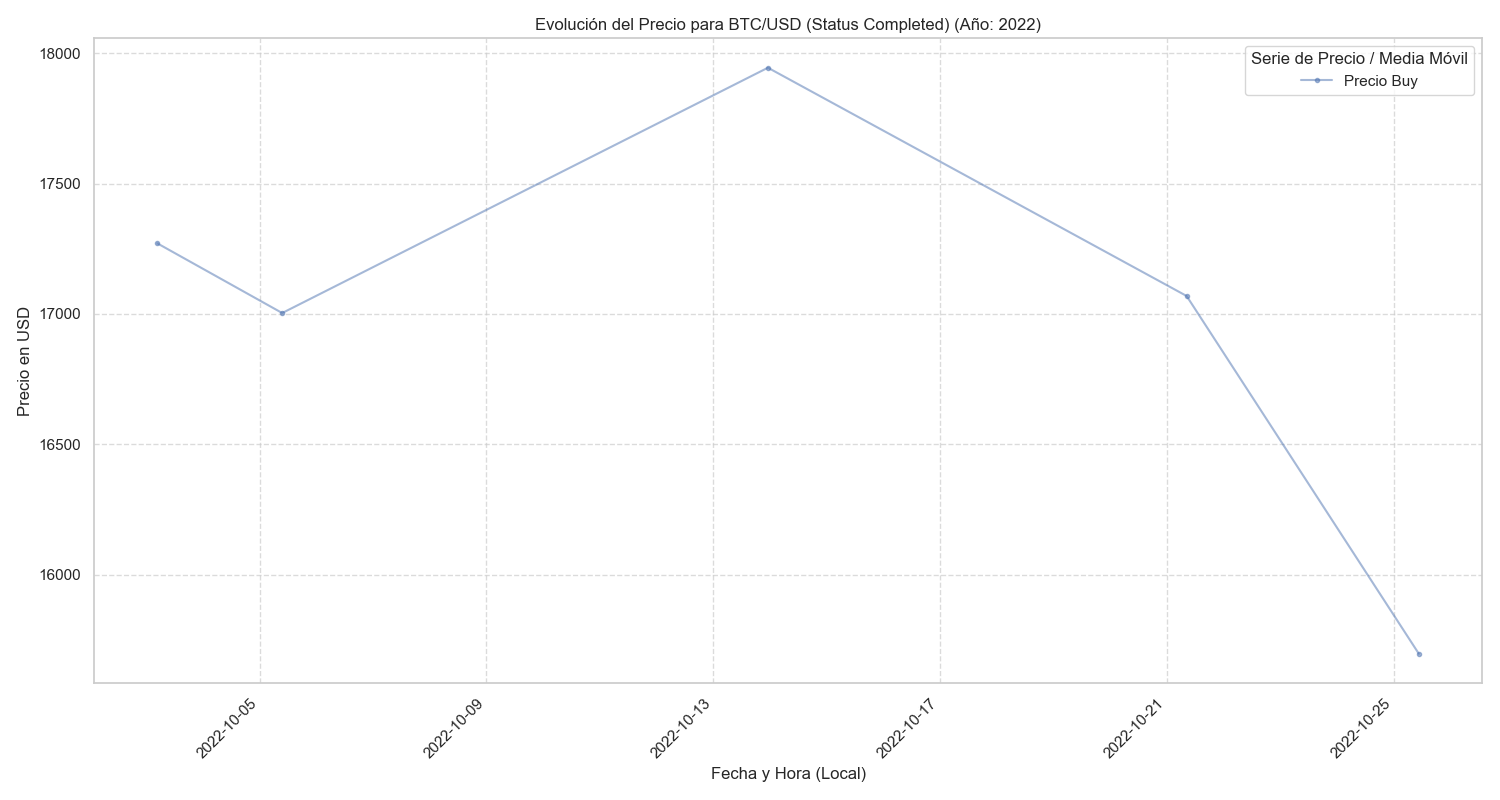 Evolución del Precio para BTC/USD (Status Completed) (Año: 2022)
Serie de Precio / Media Móvil
Precio Buy
Precio en USD
18000
17500
17000
16500
16000
2022-10-05
2022-10-09
2022-10-13
2022-10-17
2022-10-21
2022-10-25
Fecha y Hora (Local)